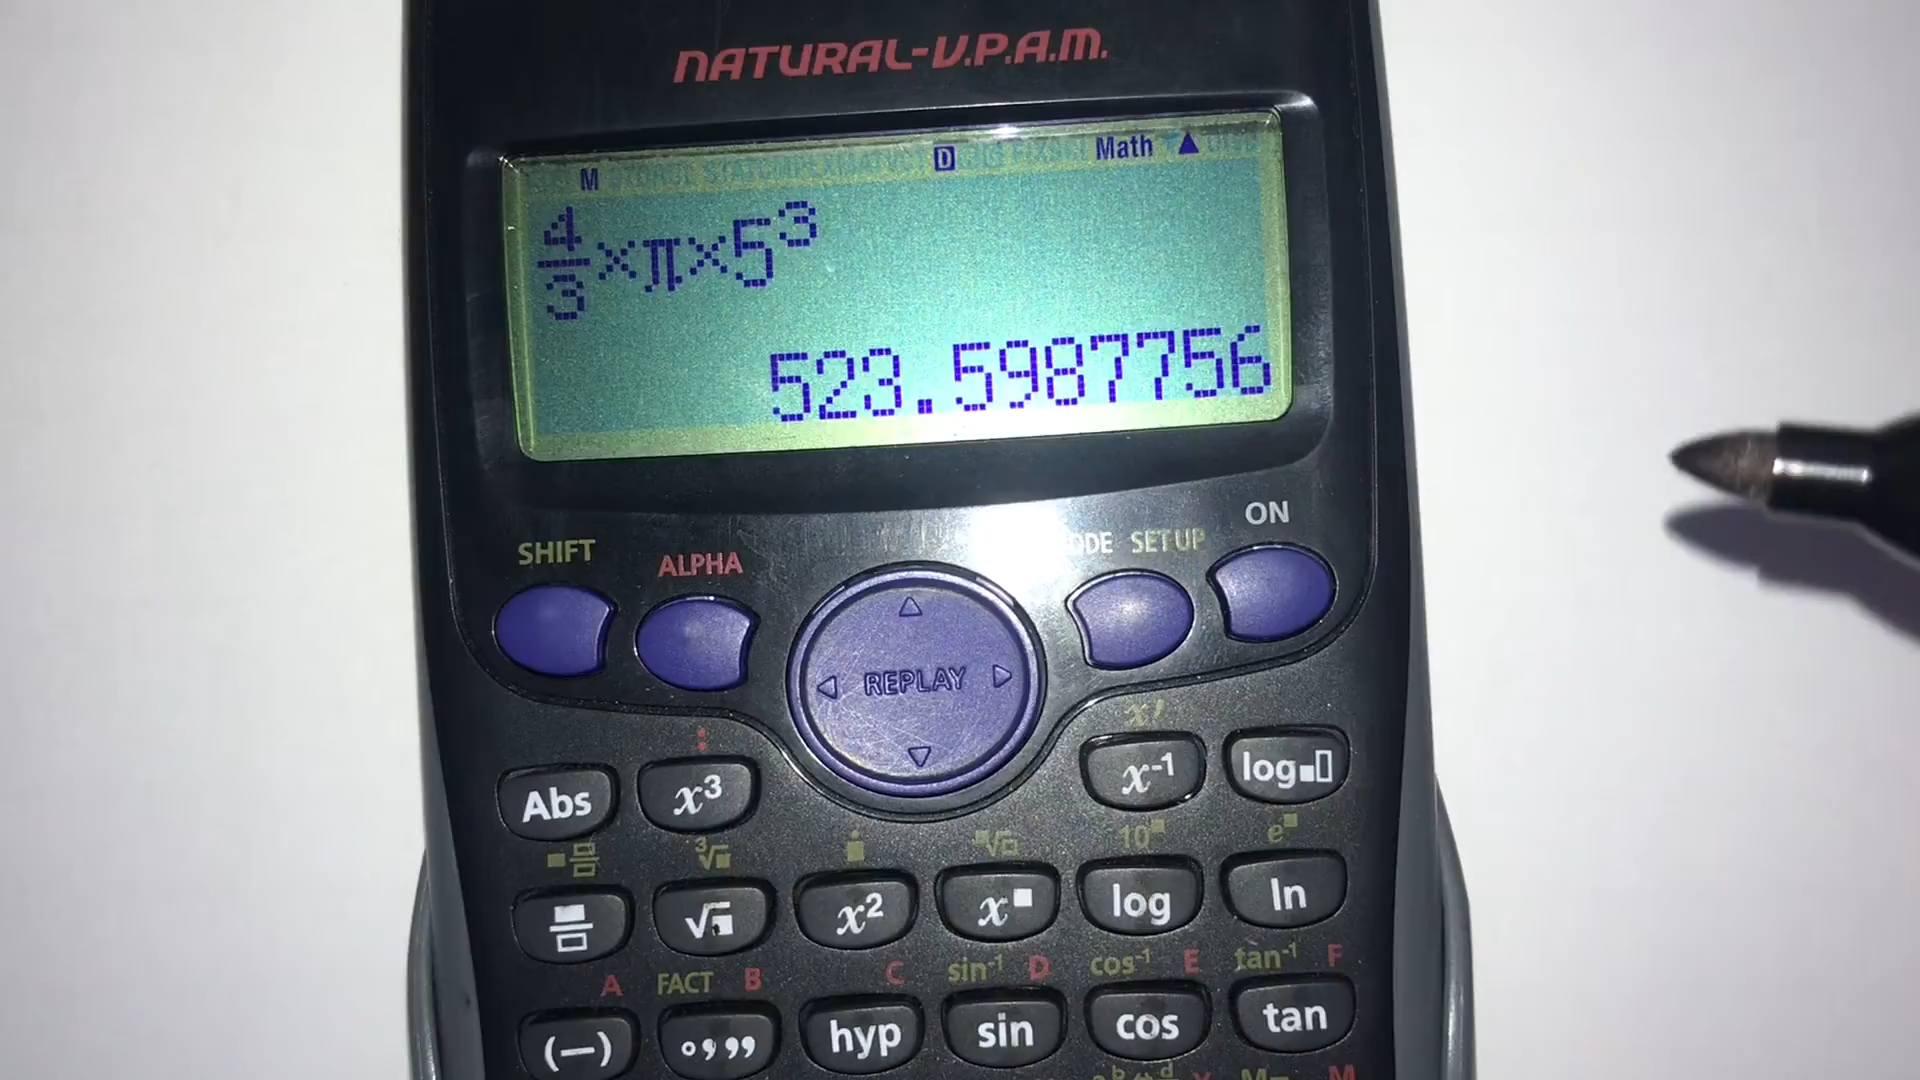 NATURAL-V.P.A.M.
M D Math ▲
4/3×π×5³
523.5987756
ON
SHIFT ALPHA SETUP
REPLAY
x!
Abs x³ x⁻¹ log▪▯
³√▪ ▪√▯ 10▪ e▪
√▪ x² x▪ log ln
A FACT B C sin⁻¹ D cos⁻¹ E tan⁻¹ F
(−) °,,, hyp sin cos tan
M